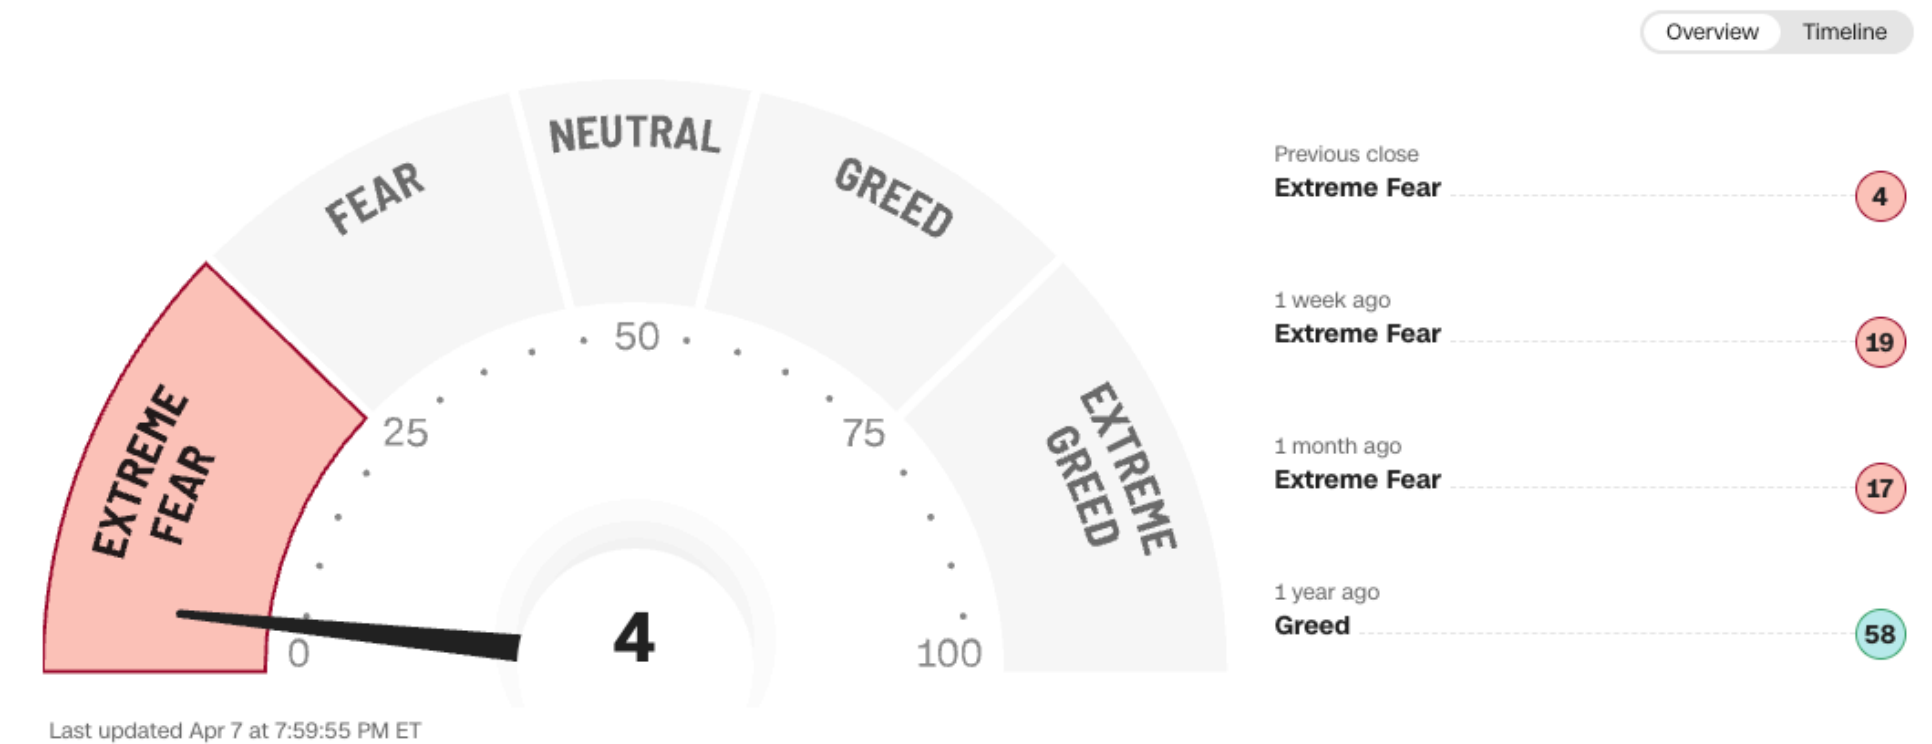 Overview Timeline
NEUTRAL
FEAR
GREED
EXTREME
FEAR
EXTREME
GREED
0
25
50
75
100
4
Last updated Apr 7 at 7:59:55 PM ET
Previous close
Extreme Fear 4
1 week ago
Extreme Fear 19
1 month ago
Extreme Fear 17
1 year ago
Greed 58